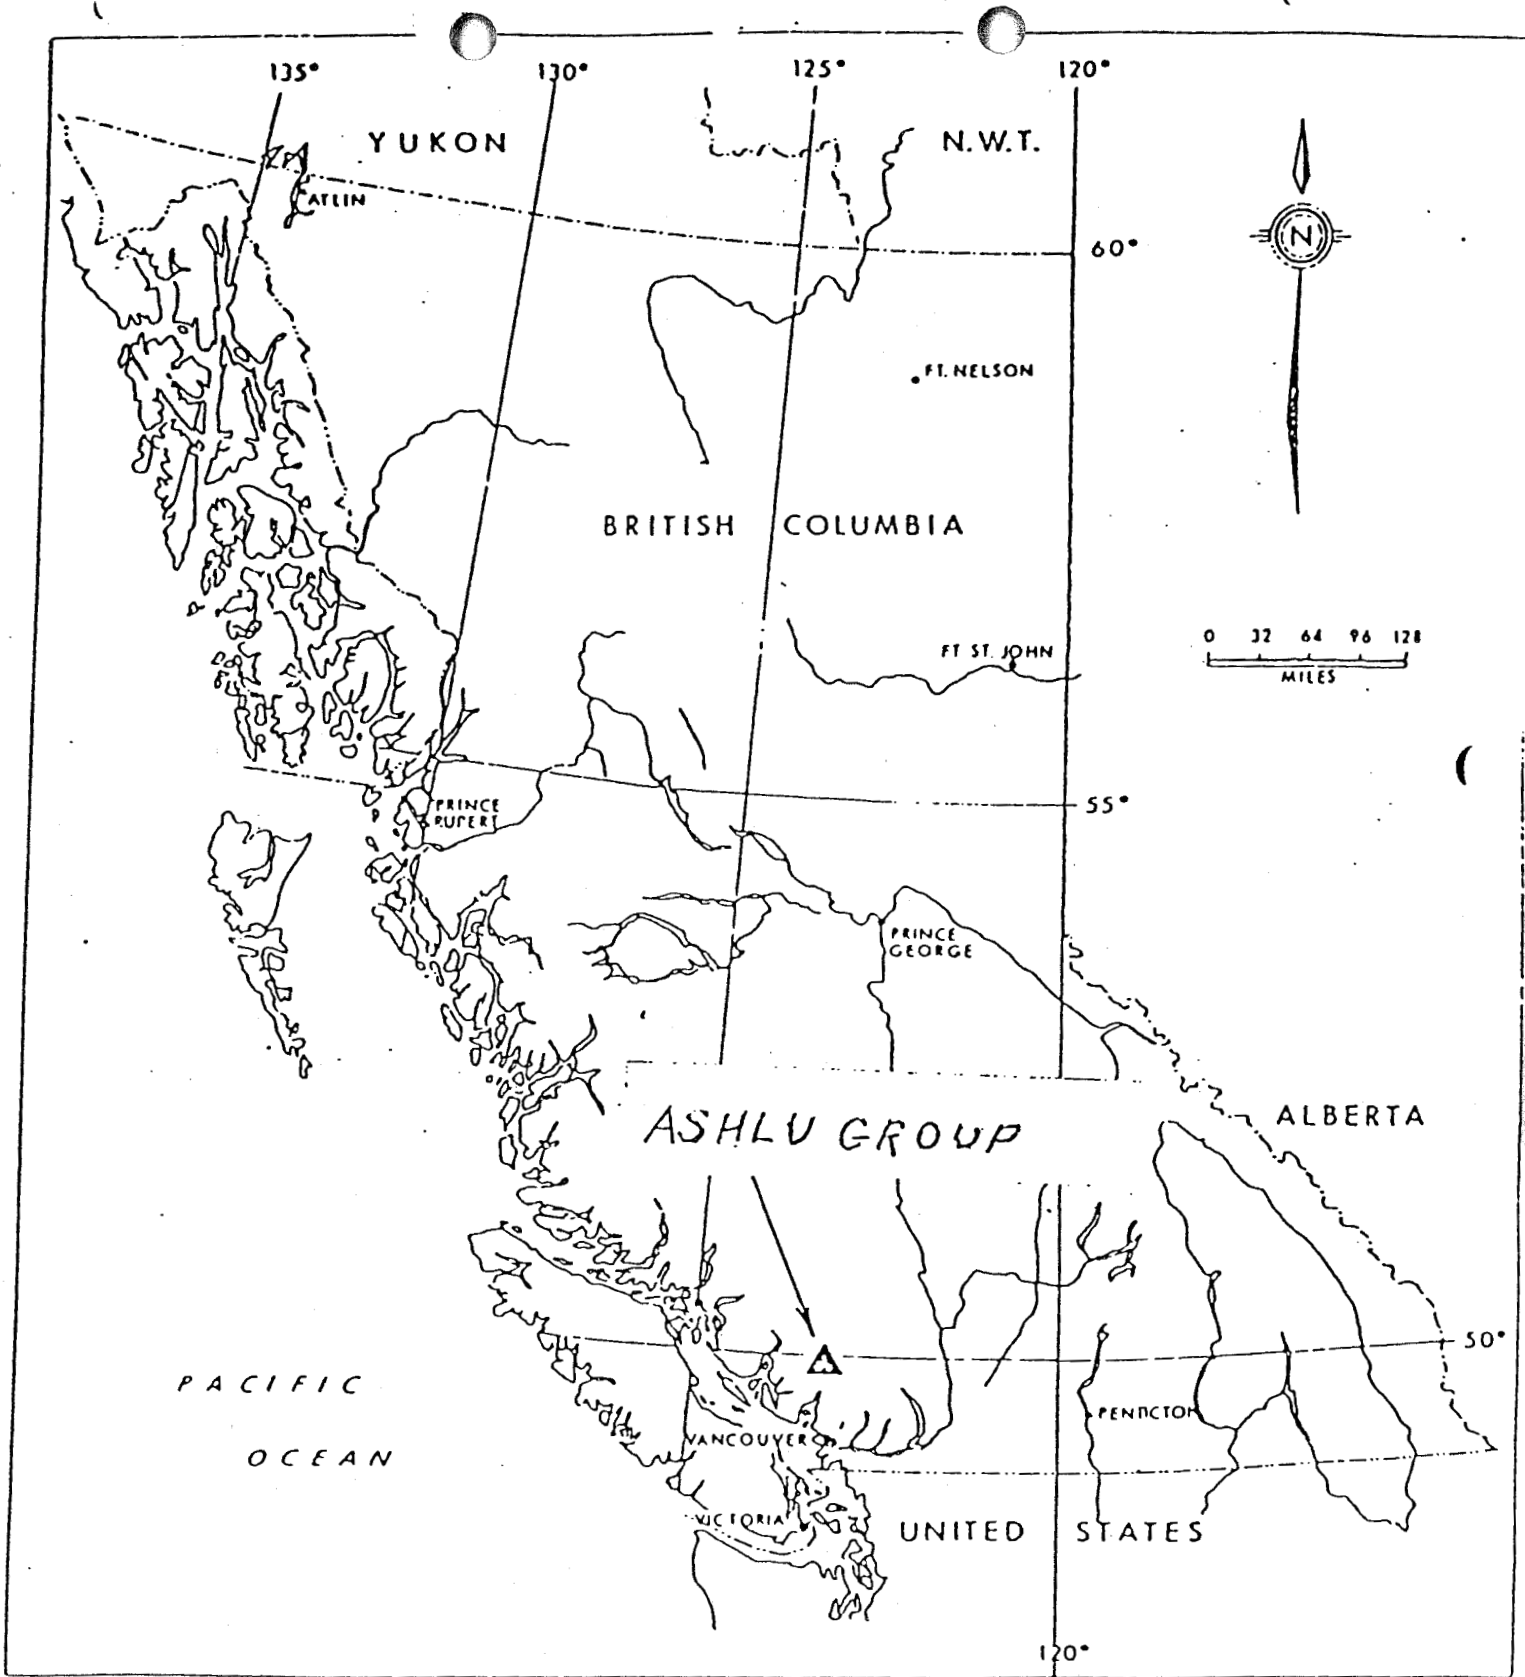 135° 130° 125° 120°
YUKON N.W.T.
ATLIN
60°
N
FT. NELSON
BRITISH COLUMBIA
0 32 64 96 128
MILES
FT ST. JOHN
55°
PRINCE
RUPERT
PRINCE
GEORGE
ASHLU GROUP
ALBERTA
50°
PACIFIC
OCEAN
PENTICTON
VANCOUVER
VICTORIA
UNITED STATES
120°